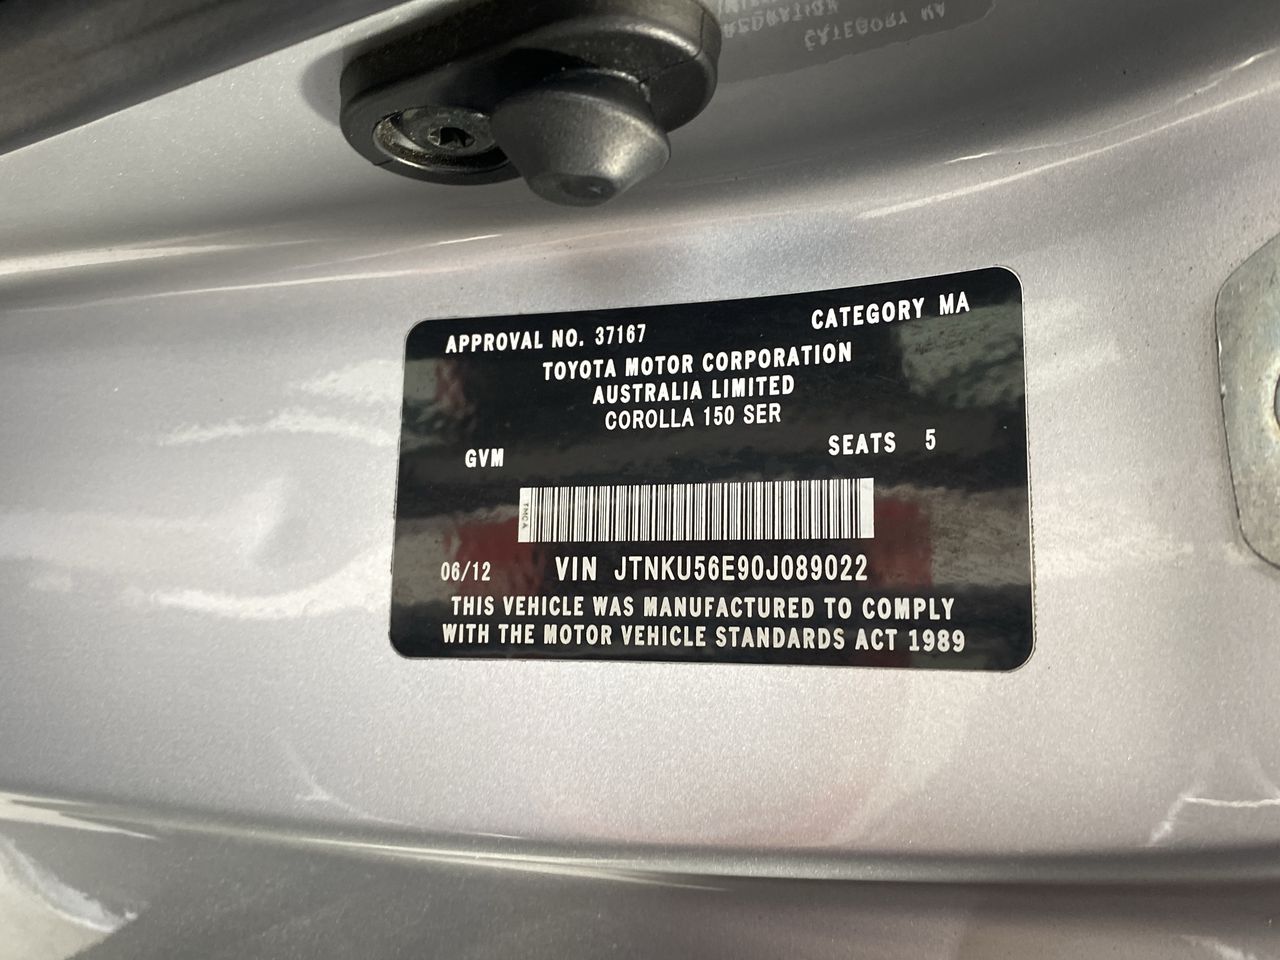 APPROVAL NO. 37167 CATEGORY MA
TOYOTA MOTOR CORPORATION
AUSTRALIA LIMITED
COROLLA 150 SER
GVM SEATS 5
TMCA
06/12 VIN JTNKU56E90J089022
THIS VEHICLE WAS MANUFACTURED TO COMPLY
WITH THE MOTOR VEHICLE STANDARDS ACT 1989